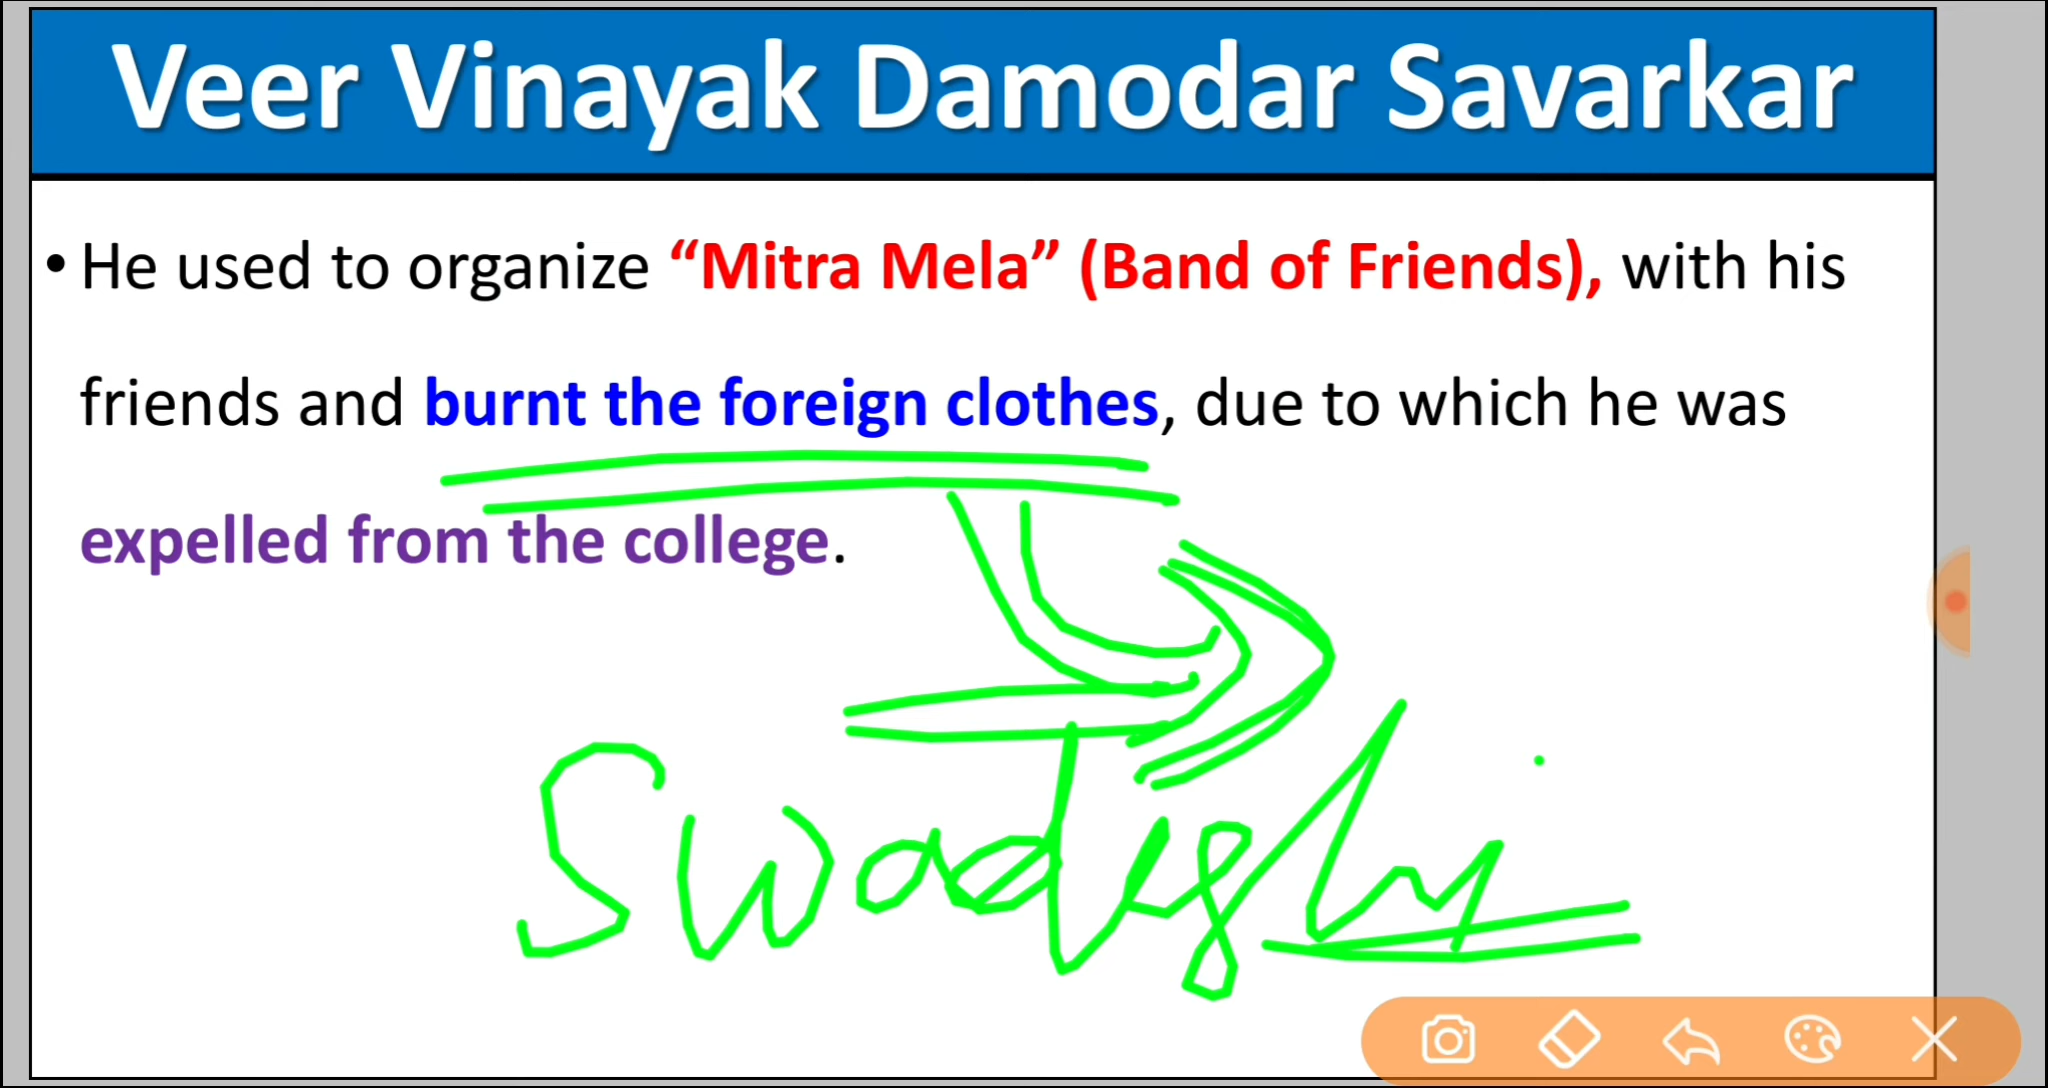 Veer Vinayak Damodar Savarkar
• He used to organize “Mitra Mela” (Band of Friends), with his
friends and burnt the foreign clothes, due to which he was
expelled from the college.
Swadeshi